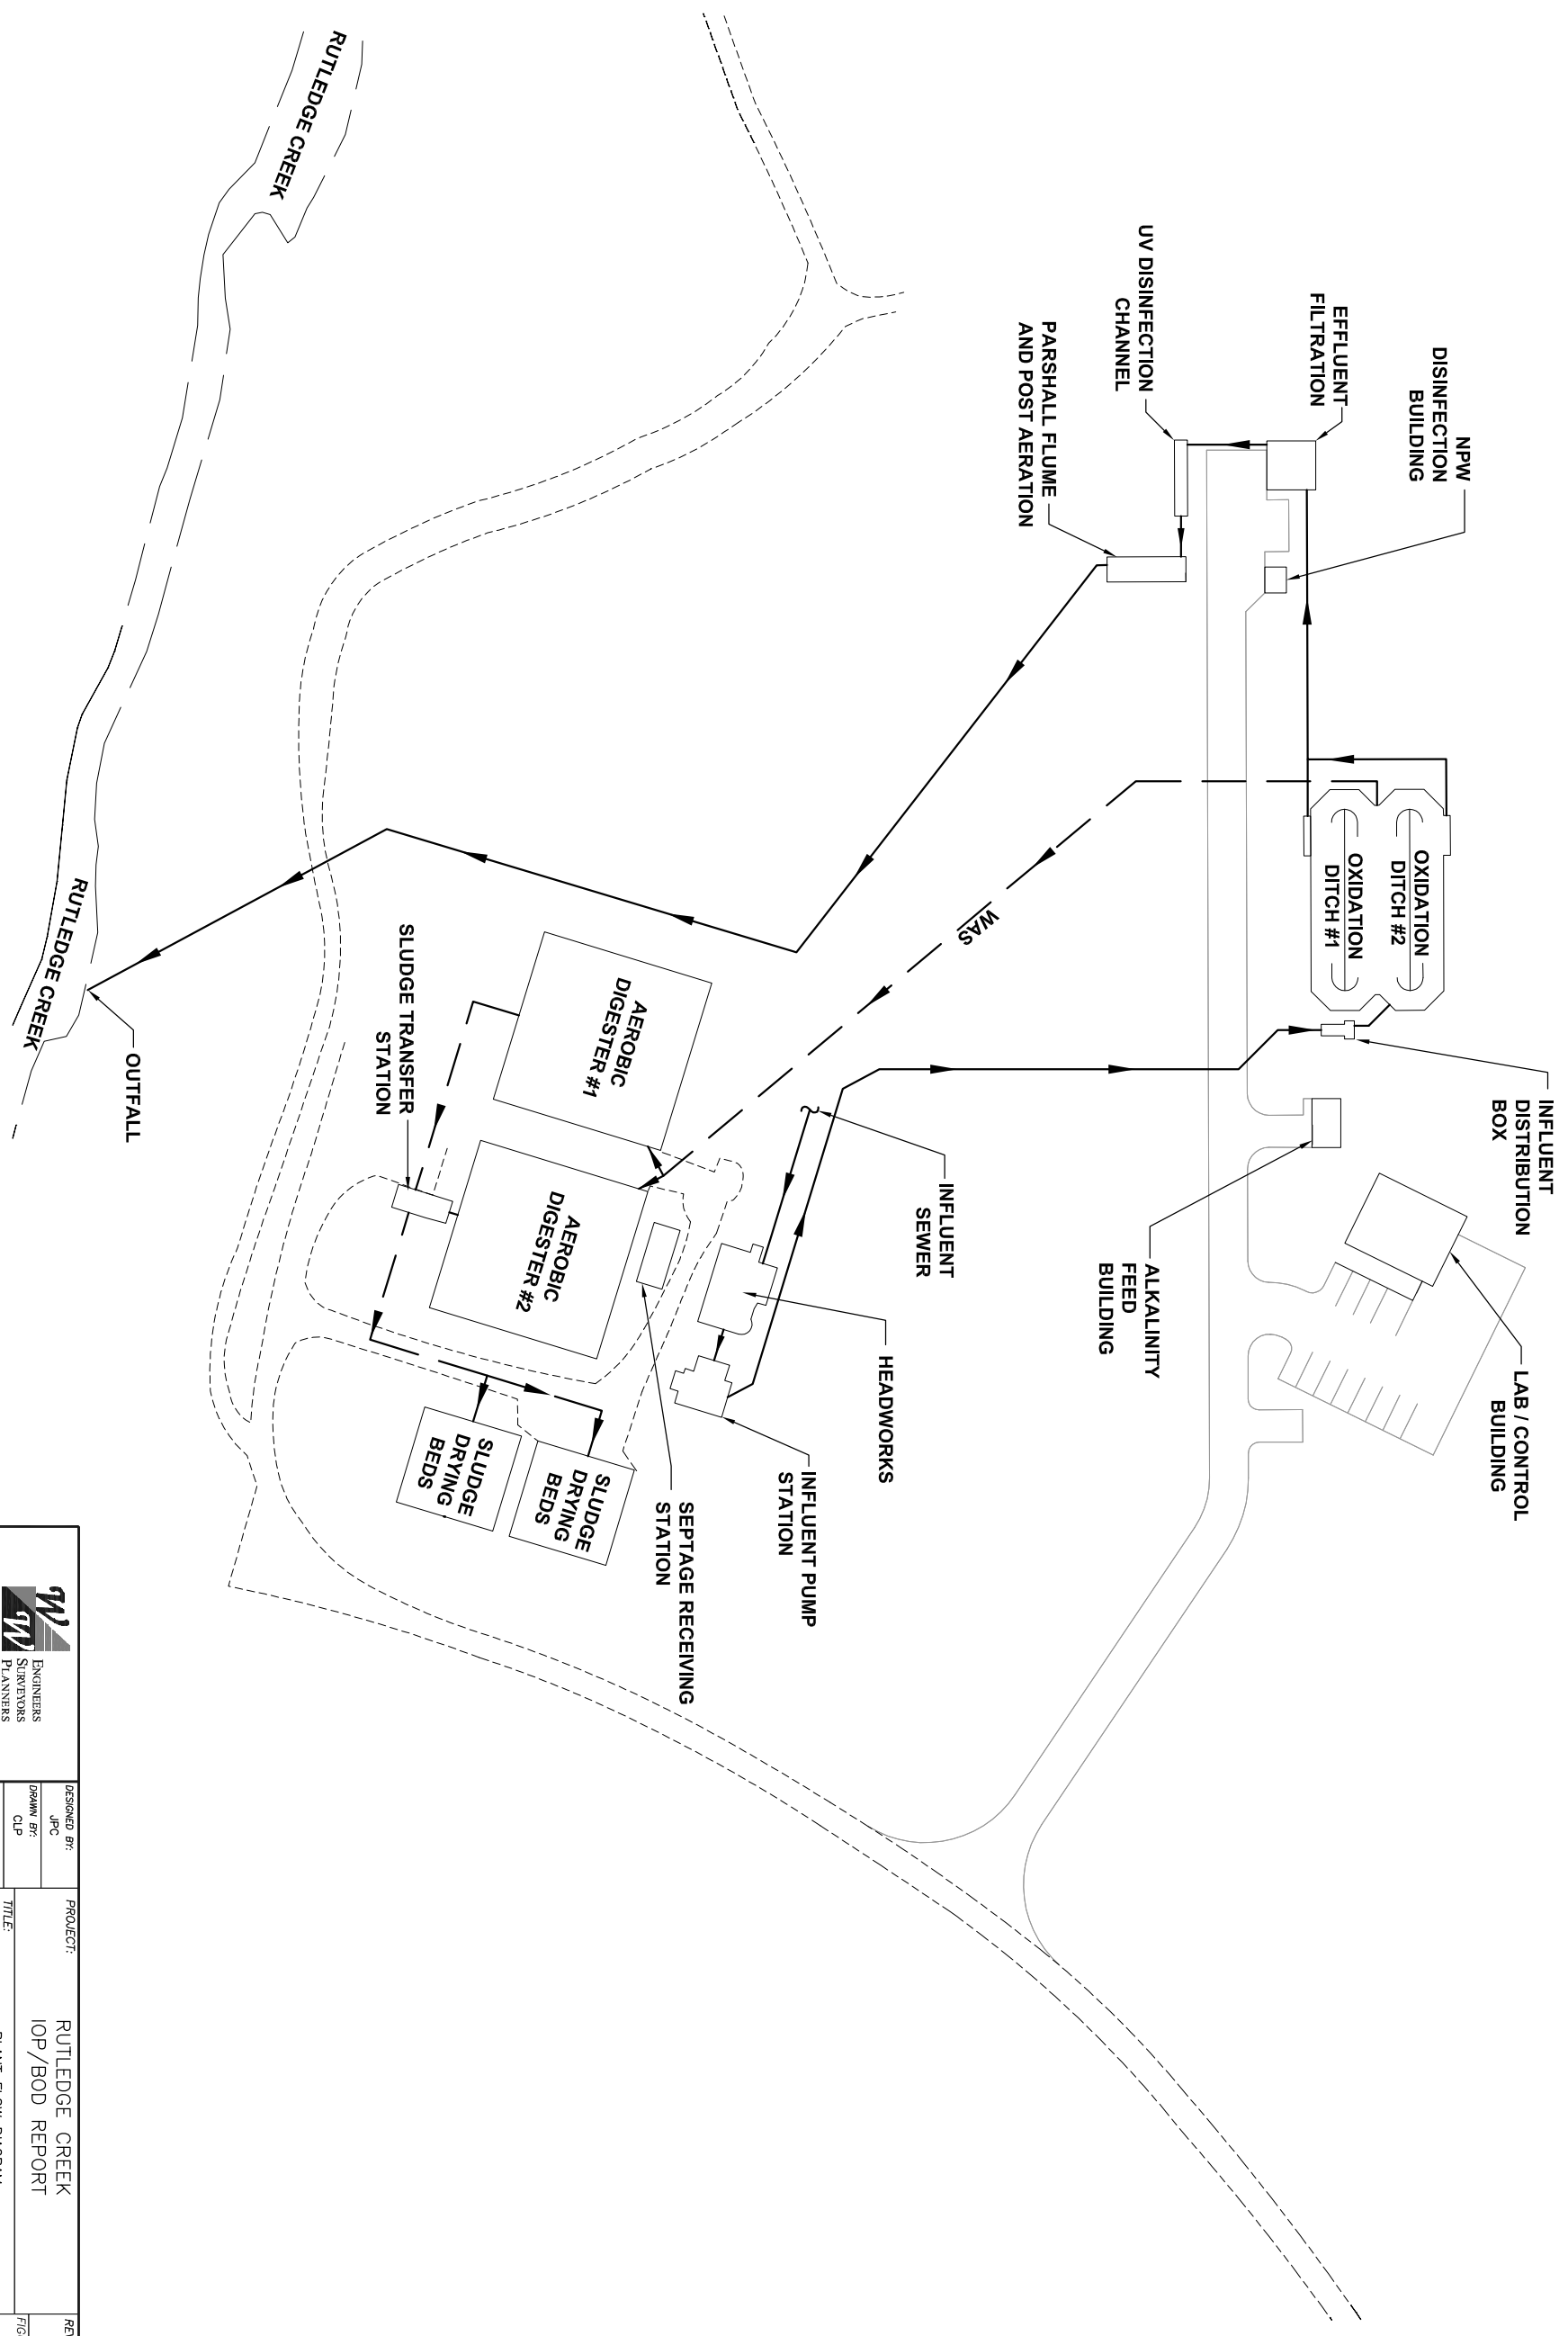 NPW
DISINFECTION
BUILDING
EFFLUENT
FILTRATION
UV DISINFECTION
CHANNEL
PARSHALL FLUME
AND POST AERATION
RUTLEDGE CREEK
INFLUENT
DISTRIBUTION
BOX
OXIDATION
DITCH #2
OXIDATION
DITCH #1
LAB / CONTROL
BUILDING
ALKALINITY
FEED
BUILDING
WAS
INFLUENT
SEWER
HEADWORKS
INFLUENT PUMP
STATION
SEPTAGE RECEIVING
STATION
AEROBIC
DIGESTER #1
AEROBIC
DIGESTER #2
SLUDGE
DRYING
BEDS
SLUDGE
DRYING
BEDS
SLUDGE TRANSFER
STATION
OUTFALL
RUTLEDGE CREEK
W
W
ENGINEERS
SURVEYORS
PLANNERS
DESIGNED BY:
JPC
DRAWN BY:
CLP
PROJECT:
RUTLEDGE CREEK
IOP/BOD REPORT
TITLE: